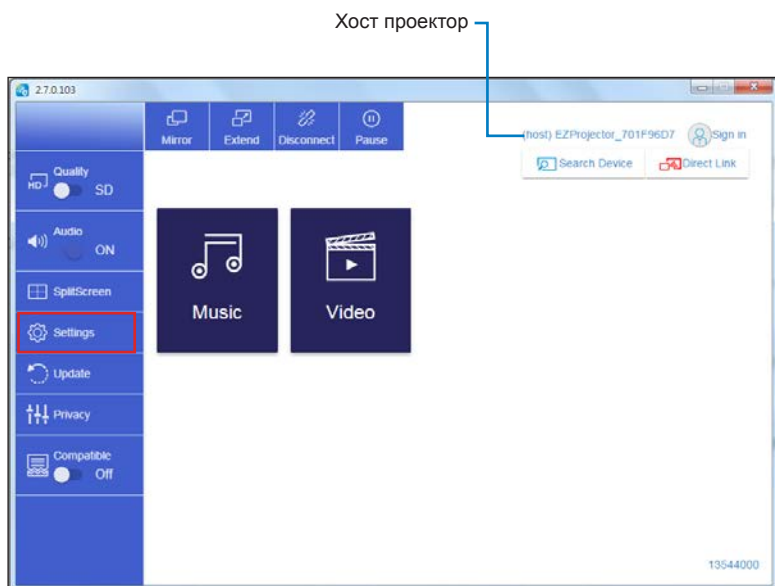 Хост проектор
2.7.0.103
Mirror
Extend
Disconnect
Pause
(host) EZProjector_701F96D7
Sign in
Search Device
Direct Link
HD
Quality
SD
Audio
ON
SplitScreen
Settings
Update
Privacy
Compatible
Off
Music
Video
13544000